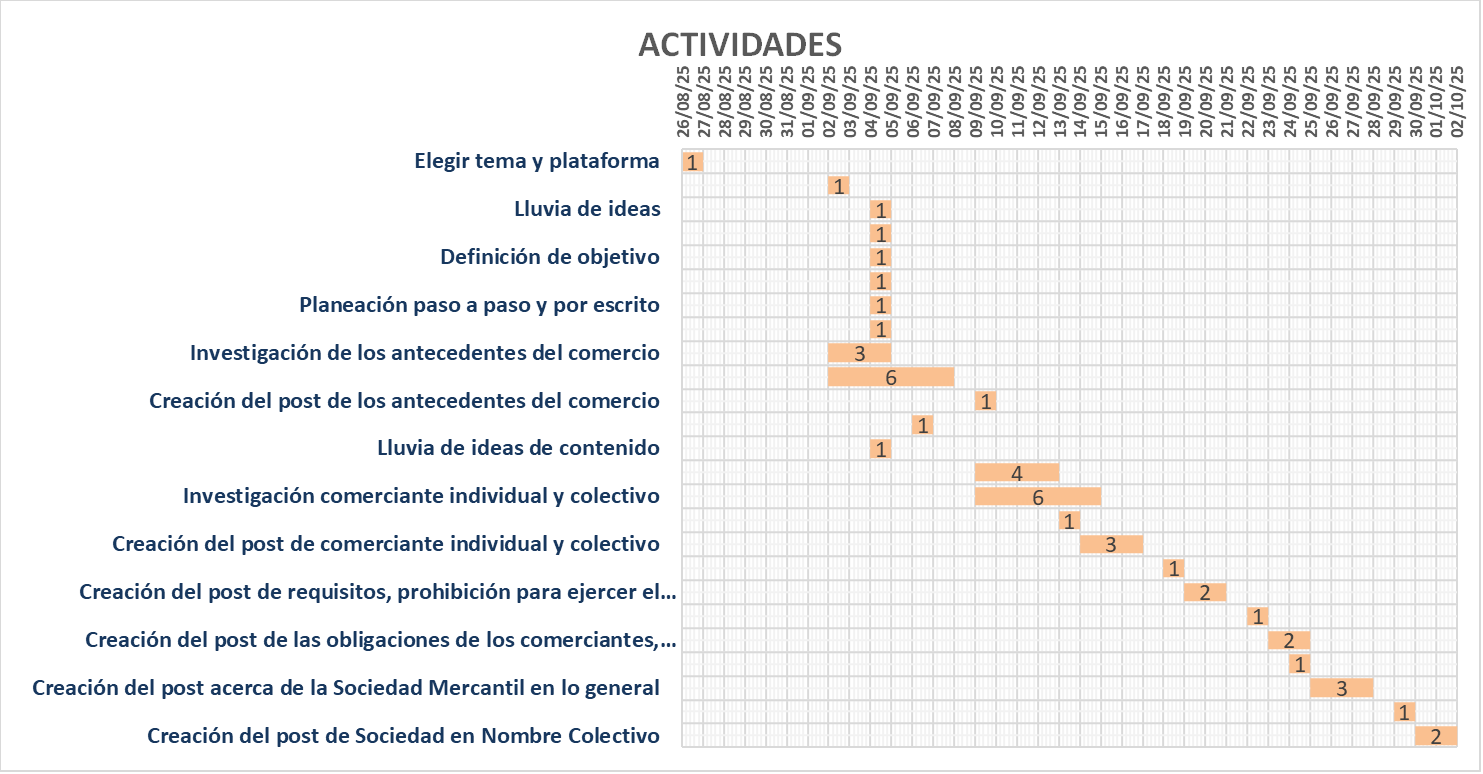 ACTIVIDADES
26/08/25 27/08/25 28/08/25 29/08/25 30/08/25 31/08/25 01/09/25 02/09/25 03/09/25 04/09/25 05/09/25 06/09/25 07/09/25 08/09/25 09/09/25 10/09/25 11/09/25 12/09/25 13/09/25 14/09/25 15/09/25 16/09/25 17/09/25 18/09/25 19/09/25 20/09/25 21/09/25 22/09/25 23/09/25 24/09/25 25/09/25 26/09/25 27/09/25 28/09/25 29/09/25 30/09/25 01/10/25 02/10/25
Elegir tema y plataforma 1
1
Lluvia de ideas 1
1
Definición de objetivo 1
1
Planeación paso a paso y por escrito 1
1
Investigación de los antecedentes del comercio 3
6
Creación del post de los antecedentes del comercio 1
1
Lluvia de ideas de contenido 1
4
Investigación comerciante individual y colectivo 6
1
Creación del post de comerciante individual y colectivo 3
1
Creación del post de requisitos, prohibición para ejercer el... 2
1
Creación del post de las obligaciones de los comerciantes,... 2
1
Creación del post acerca de la Sociedad Mercantil en lo general 3
1
Creación del post de Sociedad en Nombre Colectivo 2